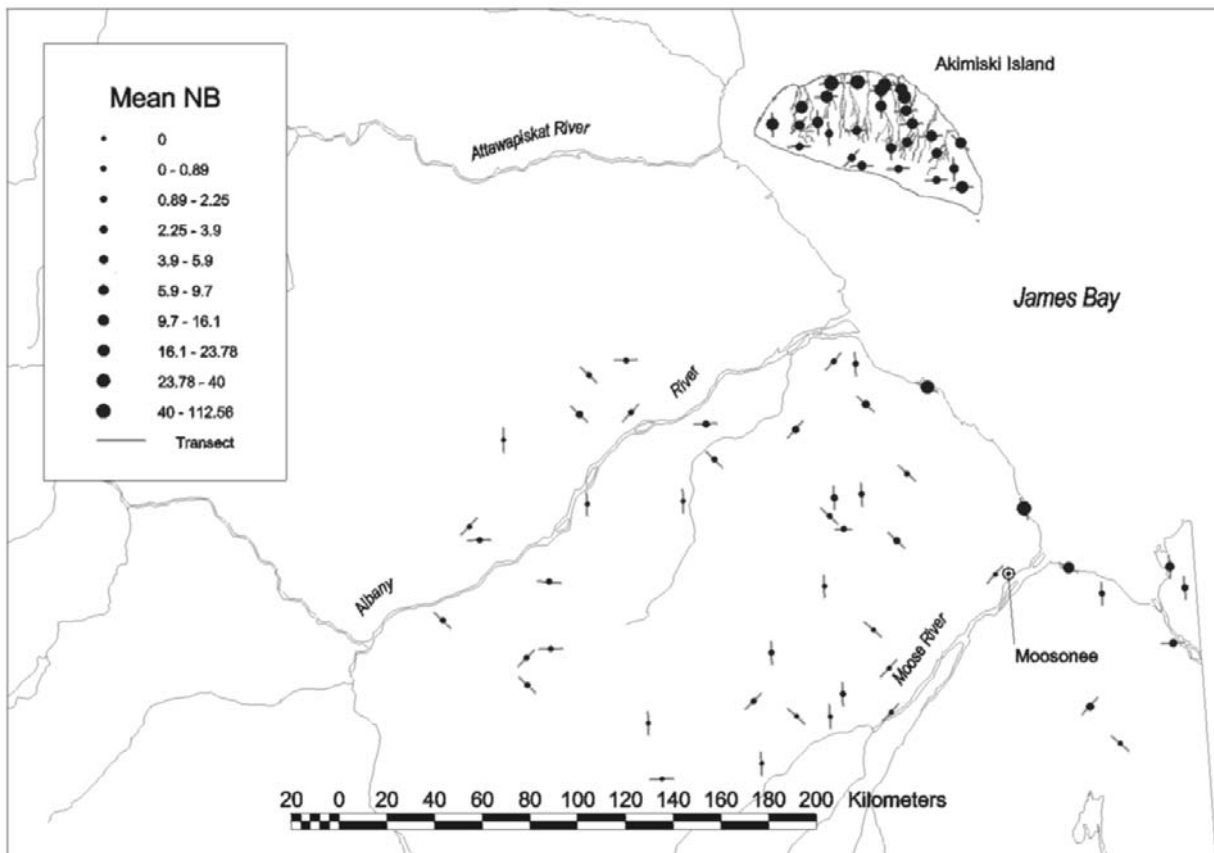 Mean NB
0
0 - 0.89
0.89 - 2.25
2.25 - 3.9
3.9 - 5.9
5.9 - 9.7
9.7 - 16.1
16.1 - 23.78
23.78 - 40
40 - 112.56
Transect
Akimiski Island
Attawapiskat River
James Bay
River
Albany
Moose River
Moosonee
20 0 20 40 60 80 100 120 140 160 180 200 Kilometers